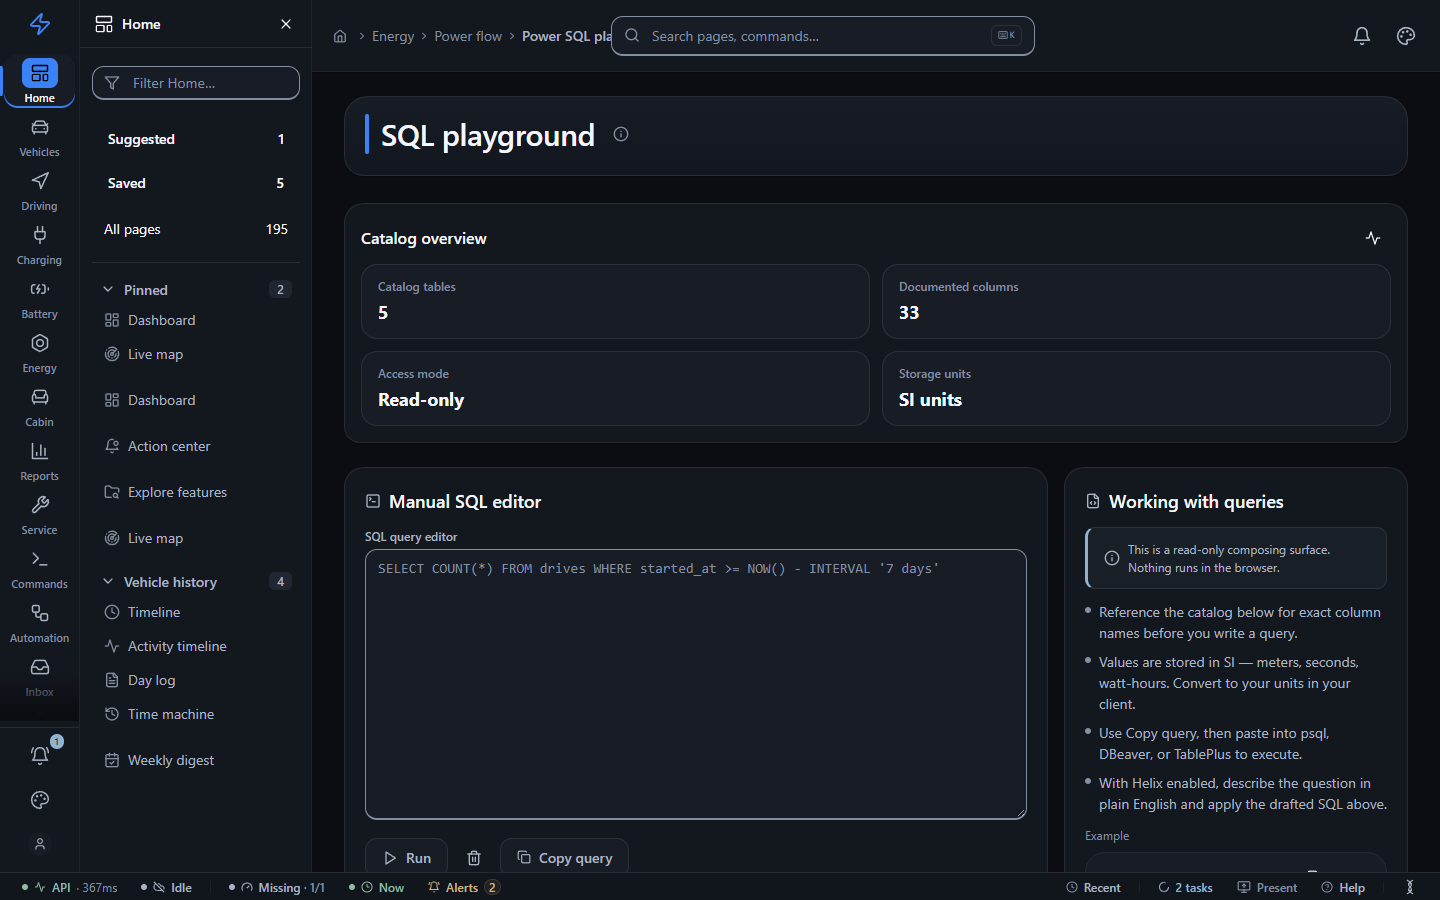 Home
Vehicles
Driving
Charging
Battery
Energy
Cabin
Reports
Service
Commands
Automation
Inbox
1
Home
Filter Home...
Suggested 1
Saved 5
All pages 195
Pinned 2
Dashboard
Live map
Dashboard
Action center
Explore features
Live map
Vehicle history 4
Timeline
Activity timeline
Day log
Time machine
Weekly digest
Energy > Power flow > Power SQL pla
Search pages, commands... K
SQL playground
Catalog overview
Catalog tables
5
Documented columns
33
Access mode
Read-only
Storage units
SI units
Manual SQL editor
SQL query editor
SELECT COUNT(*) FROM drives WHERE started_at >= NOW() - INTERVAL '7 days'
Run
Copy query
Working with queries
This is a read-only composing surface.
Nothing runs in the browser.
Reference the catalog below for exact column
names before you write a query.
Values are stored in SI — meters, seconds,
watt-hours. Convert to your units in your
client.
Use Copy query, then paste into psql,
DBeaver, or TablePlus to execute.
With Helix enabled, describe the question in
plain English and apply the drafted SQL above.
Example
API · 367ms
Idle
Missing · 1/1
Now
Alerts 2
Recent
2 tasks
Present
Help